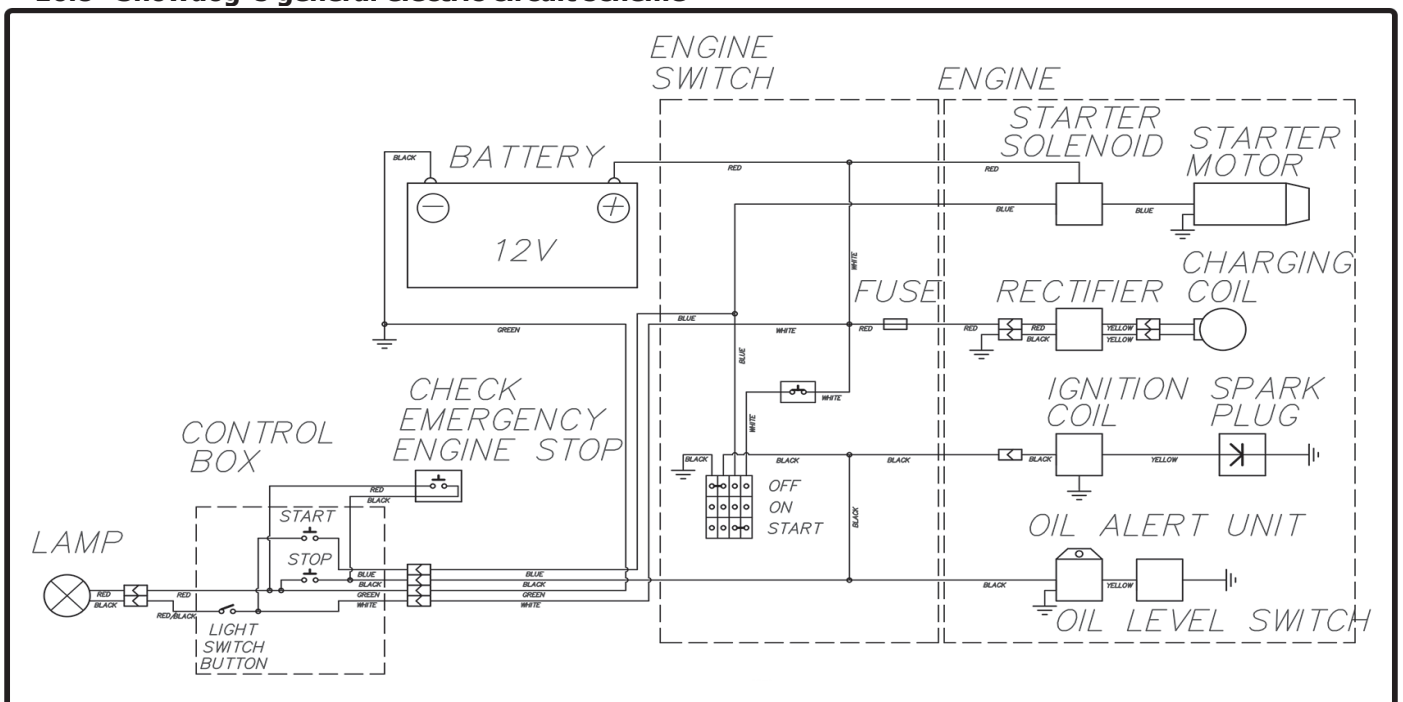 ENGINE
SWITCH
ENGINE
STARTER
SOLENOID
STARTER
MOTOR
BLACK
BATTERY
RED
RED
BLUE
BLUE
12V
WHITE
CHARGING
COIL
FUSE
RECTIFIER
BLUE
GREEN
WHITE
RED
RED
RED
BLACK
YELLOW
YELLOW
BLUE
CHECK
EMERGENCY
ENGINE STOP
WHITE
WHITE
IGNITION
COIL
SPARK
PLUG
CONTROL
BOX
BLACK
BLACK
BLACK
BLACK
YELLOW
RED
BLACK
OFF
ON
START
BLACK
START
STOP
OIL ALERT UNIT
LAMP
RED
BLACK
RED
RED/BLACK
BLUE
BLACK
GREEN
WHITE
BLUE
BLACK
GREEN
WHITE
BLACK
YELLOW
OIL LEVEL SWITCH
LIGHT
SWITCH
BUTTON